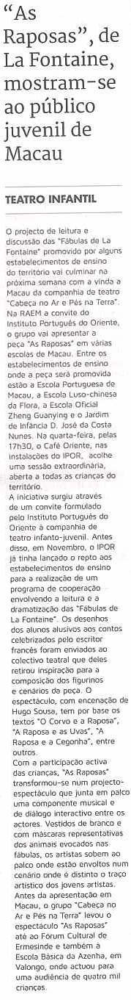 “As
Raposas”, de
La Fontaine,
mostram-se
ao público
juvenil de
Macau
TEATRO INFANTIL
O projecto de leitura e
discussão das “Fábulas de La
Fontaine” promovido por alguns
estabelecimentos de ensino
do território vai culminar na
próxima semana com a vinda a
Macau da companhia de teatro
“Cabeça no Ar e Pés na Terra”.
Na RAEM a convite do
Instituto Português do Oriente,
o grupo vai apresentar a
peça “As Raposas” em várias
escolas de Macau. Entre os
estabelecimentos de ensino
onde a peça será promovida
estão a Escola Portuguesa de
Macau, a Escola Luso-chinesa
da Flora, a Escola Oficial
Zheng Guanying e o Jardim
de Infância D. José da Costa
Nunes. Na quarta-feira, pelas
17h30, o Café Oriente, nas
instalações do IPOR, acolhe
uma sessão extraordinária,
aberta a todas as crianças do
território.
A iniciativa surgiu através
de um convite formulado
pelo Instituto Português do
Oriente à companhia de
teatro infanto-juvenil. Antes
disso, em Novembro, o IPOR
já tinha lançado o repto aos
estabelecimentos de ensino
para a realização de um
programa de cooperação
envolvendo a leitura e a
dramatização das “Fábulas de
La Fontaine”. Os desenhos
dos alunos alusivos aos contos
celebrizados pelo escritor
francês foram enviados ao
colectivo teatral que deles
retirou inspiração para a
composição dos figurinos
e cenários da peça. O
espectáculo, com encenação de
Hugo Sousa, tem por base os
textos “O Corvo e a Raposa”,
“A Raposa e as Uvas”, “A
Raposa e a Cegonha”, entre
outros.
Com a participação activa
das crianças, “As Raposas”
transformou-se num projecto-
espectáculo que junta em palco
uma componente musical e
de diálogo interactivo entre os
actores. Vestidos de branco e
com máscaras representativas
dos animais evocados nas
fábulas, os artistas sobem ao
palco onde estão envoltos num
cenário onde é distinto o traço
artístico dos jovens artistas.
Antes da apresentação em
Macau, o grupo “Cabeça no
Ar e Pés na Terra” levou o
espectáculo “As Raposas”
até ao Fórum Cultural de
Ermesinde e também à
Escola Básica da Azenha, em
Valongo, onde actuou para
uma audiência de quatro mil
crianças.